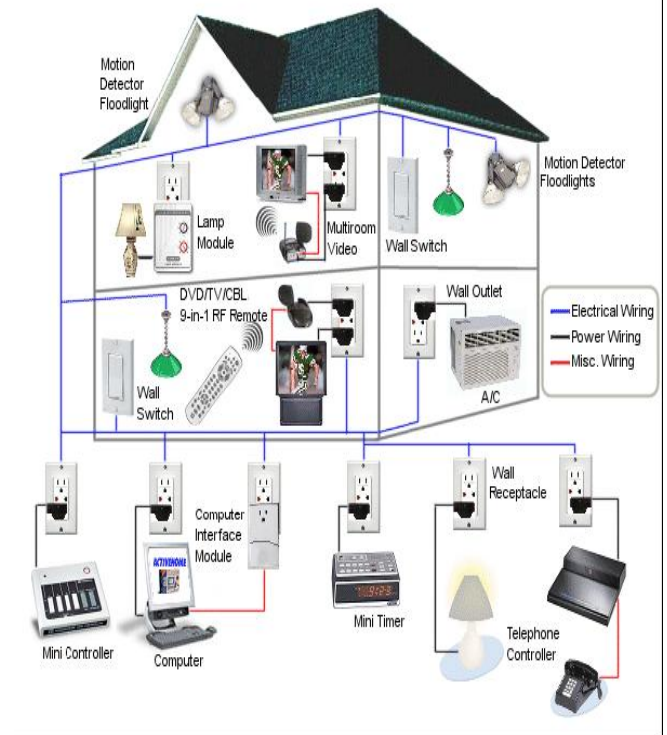 Motion
Detector
Floodlight
Motion Detector
Floodlights
Lamp
Module
Multiroom
Video
Wall Switch
DVD/TV/CBL
9-in-1 RF Remote
Wall Outlet
Electrical Wiring
Power Wiring
Misc. Wiring
Wall
Switch
A/C
Computer
Interface
Module
Wall
Receptacle
ACTIVEHOME
Mini Controller
Computer
Mini Timer
Telephone
Controller